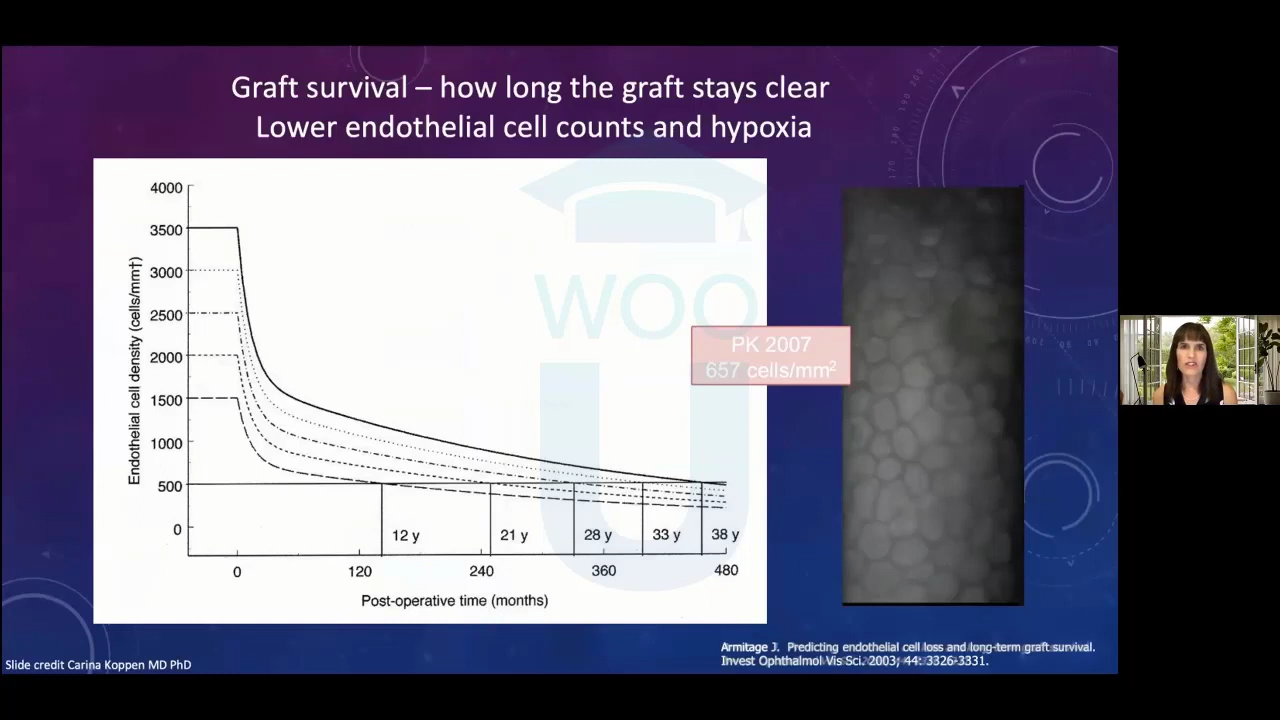 Graft survival – how long the graft stays clear
Lower endothelial cell counts and hypoxia
Endothelial cell density (cells/mm†)
4000
3500
3000
2500
2000
1500
1000
500
0
12 y
21 y
28 y
33 y
38 y
0
120
240
360
480
Post-operative time (months)
WOO
U
PK 2007
657 cells/mm²
Armitage J. Predicting endothelial cell loss and long-term graft survival.
Invest Ophthalmol Vis Sci. 2003; 44: 3326-3331.
Slide credit Carina Koppen MD PhD